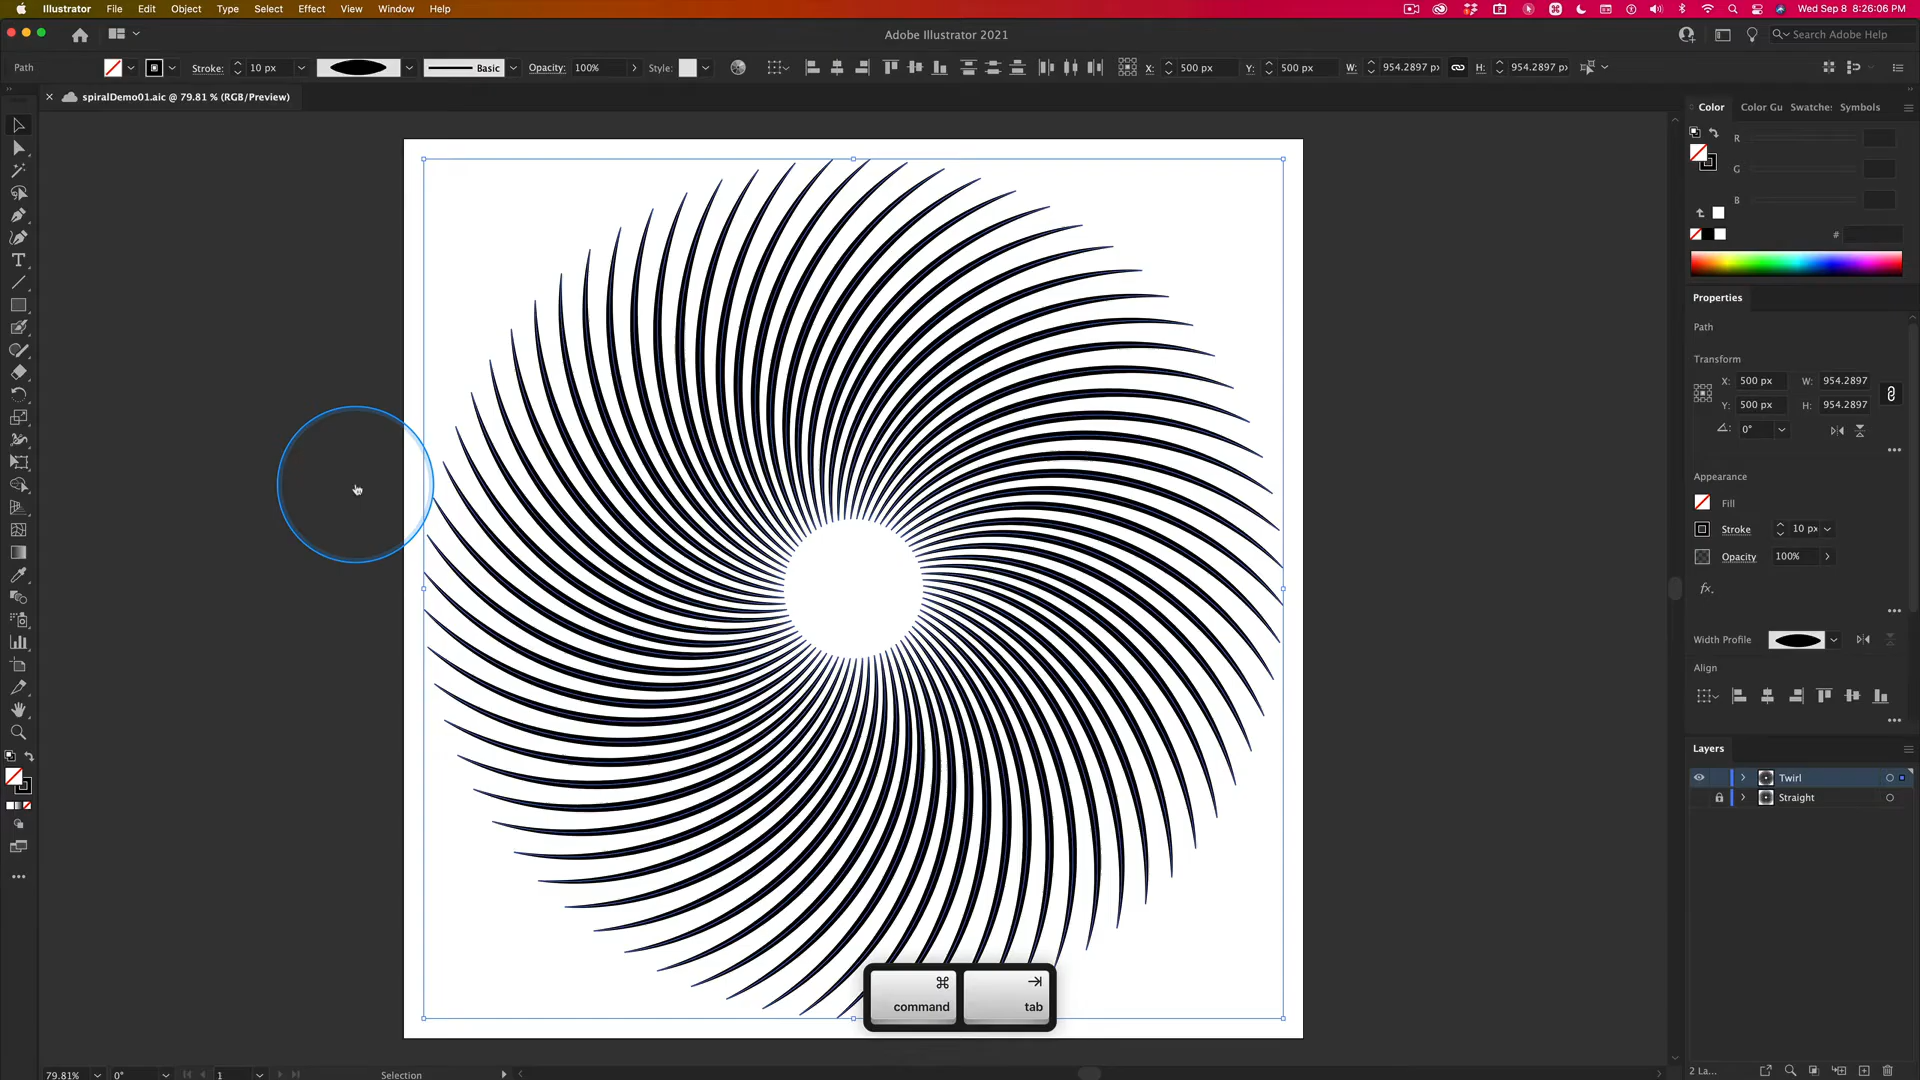 Illustrator File Edit Object Type Select Effect View Window Help
Wed Sep 8 8:26:06 PM
Adobe Illustrator 2021
Search Adobe Help
Path
Stroke: 10 px
Basic
Opacity: 100%
Style:
X: 500 px
Y: 500 px
W: 954.2897 px
H: 954.2897 px
spiralDemo01.aic @ 79.81 % (RGB/Preview)
Color Color Gu Swatche: Symbols
R
G
B
#
Properties
Path
Transform
X: 500 px W: 954.2897
Y: 500 px H: 954.2897
0°
Appearance
Fill
Stroke 10 px
Opacity 100%
fx.
Width Profile
Align
Layers
Twirl
Straight
command
tab
79.81% 0° 1 Selection
2 La...